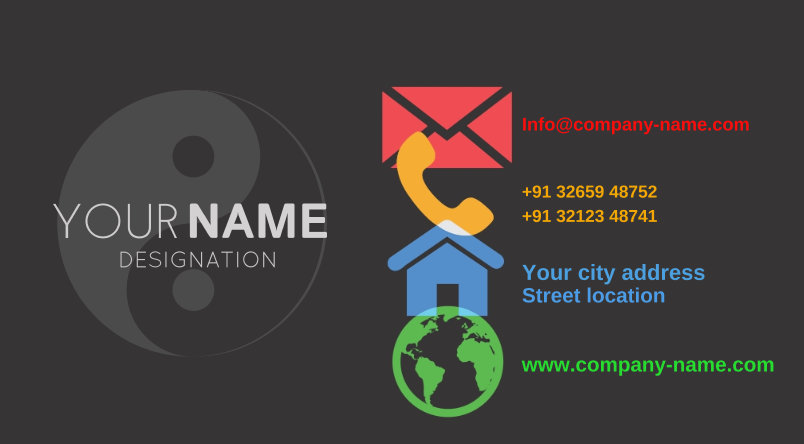 YOUR NAME
DESIGNATION
Info@company-name.com
+91 32659 48752
+91 32123 48741
Your city address
Street location
www.company-name.com